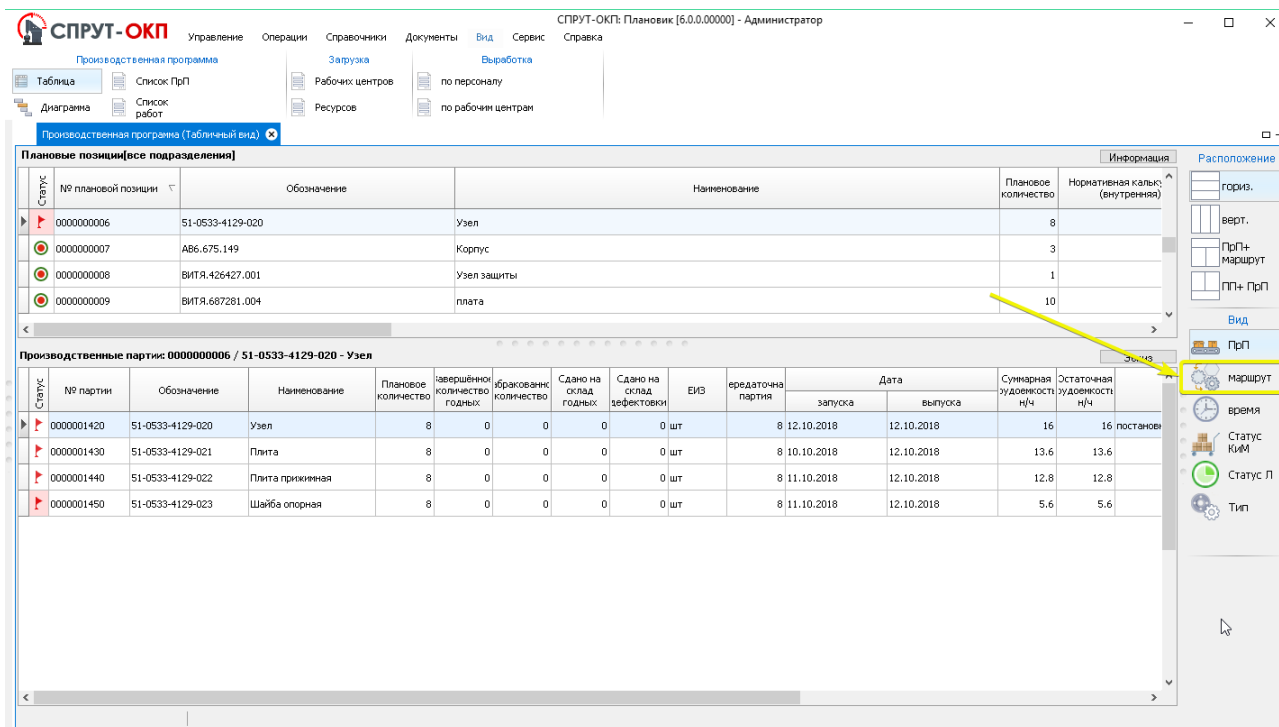 СПРУТ-ОКП: Плановик [6.0.0.00000] - Администратор
СПРУТ-ОКП
Управление Операции Справочники Документы Вид Сервис Справка
Производственная программа Загрузка Выработка
Таблица Список ПрП Рабочих центров по персоналу
Диаграмма Список работ Ресурсов по рабочим центрам
Производственная программа (Табличный вид)
Плановые позиции[все подразделения] Информация
Статус № плановой позиции Обозначение Наименование Плановое количество Нормативная кальку (внутренняя)
0000000006 51-0533-4129-020 Узел 8
0000000007 АВ6.675.149 Корпус 3
0000000008 ВИТЯ.426427.001 Узел защиты 1
0000000009 ВИТЯ.687281.004 плата 10
Производственные партии: 0000000006 / 51-0533-4129-020 - Узел
Статус № партии Обозначение Наименование Плановое количество количество годных количество Сдано на склад годных Сдано на склад дефектовки ЕИЗ партия Дата запуска выпуска Суммарная н/ч н/ч
0000001420 51-0533-4129-020 Узел 8 0 0 0 0 шт 8 12.10.2018 12.10.2018 16 16 постановк
0000001430 51-0533-4129-021 Плита 8 0 0 0 0 шт 8 10.10.2018 12.10.2018 13.6 13.6
0000001440 51-0533-4129-022 Плита прижимная 8 0 0 0 0 шт 8 11.10.2018 12.10.2018 12.8 12.8
0000001450 51-0533-4129-023 Шайба опорная 8 0 0 0 0 шт 8 11.10.2018 12.10.2018 5.6 5.6
Расположение
гориз.
верт.
ПрП+
маршрут
ПП+ ПрП
Вид
ПрП
маршрут
время
Статус
КиМ
Статус П
Тип